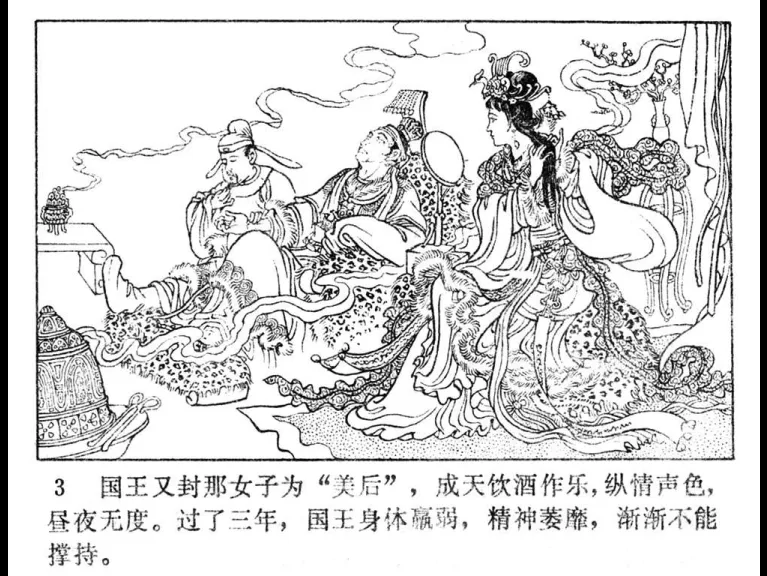 3 国王又封那女子为“美后”，成天饮酒作乐，纵情声色，
昼夜无度。过了三年，国王身体羸弱，精神萎靡，渐渐不能
撑持。